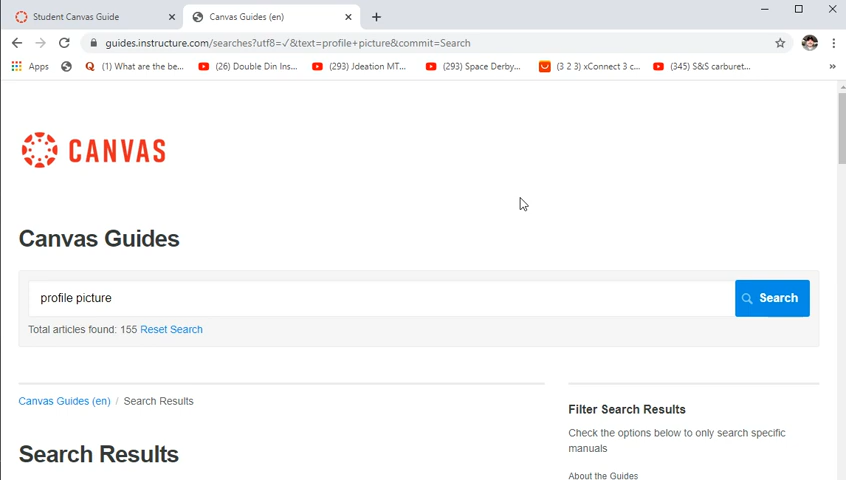 Student Canvas Guide
Canvas Guides (en)
guides.instructure.com/searches?utf8=✓&text=profile+picture&commit=Search
Apps
(1) What are the be...
(26) Double Din Ins...
(293) Jdeation MT...
(293) Space Derby...
(3 2 3) xConnect 3 c...
(345) S&S carburet...
CANVAS
Canvas Guides
profile picture
Search
Total articles found: 155 Reset Search
Canvas Guides (en) / Search Results
Filter Search Results
Check the options below to only search specific
manuals
Search Results
About the Guides